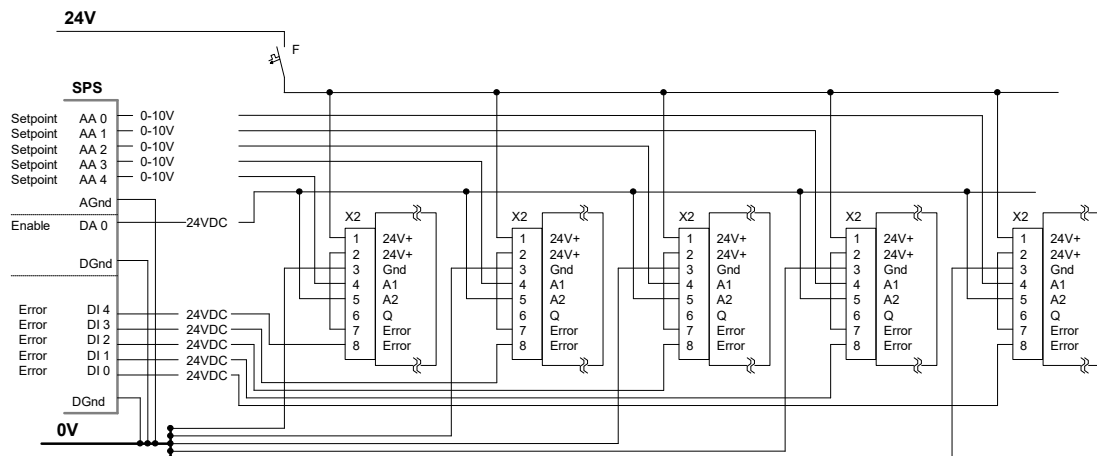 24V
F
SPS
Setpoint AA 0 0-10V
Setpoint AA 1 0-10V
Setpoint AA 2 0-10V
Setpoint AA 3 0-10V
Setpoint AA 4 0-10V
AGnd
Enable DA 0 24VDC
DGnd
Error DI 4 24VDC
Error DI 3 24VDC
Error DI 2 24VDC
Error DI 1 24VDC
Error DI 0 24VDC
DGnd
0V
X2
1 24V+
2 24V+
3 Gnd
4 A1
5 A2
6 Q
7 Error
8 Error
X2
1 24V+
2 24V+
3 Gnd
4 A1
5 A2
6 Q
7 Error
8 Error
X2
1 24V+
2 24V+
3 Gnd
4 A1
5 A2
6 Q
7 Error
8 Error
X2
1 24V+
2 24V+
3 Gnd
4 A1
5 A2
6 Q
7 Error
8 Error
X2
1 24V+
2 24V+
3 Gnd
4 A1
5 A2
6 Q
7 Error
8 Error